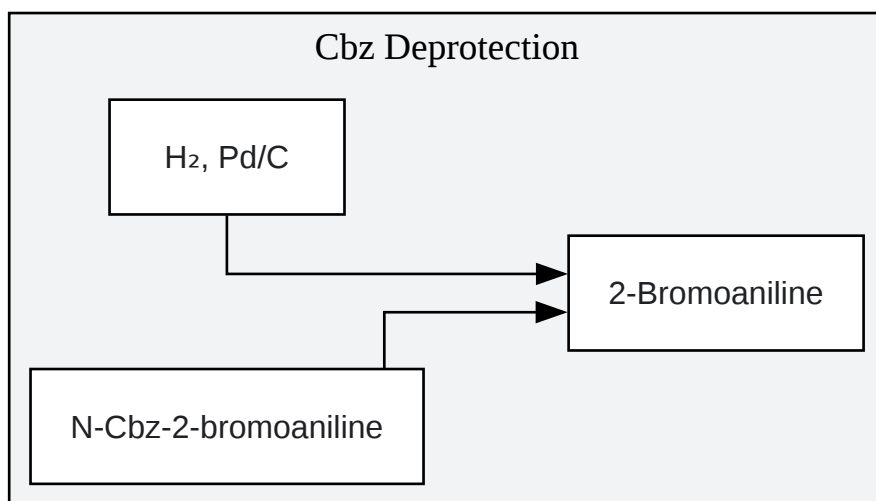 Cbz Deprotection
H₂, Pd/C
2-Bromoaniline
N-Cbz-2-bromoaniline